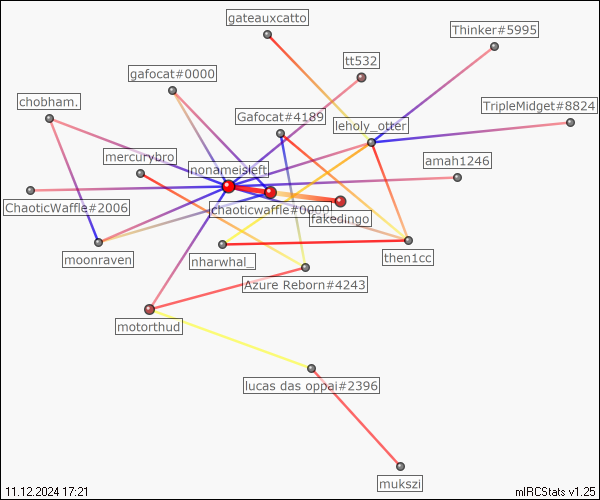 gateauxcatto
Thinker#5995
tt532
gafocat#0000
chobham.
TripleMidget#8824
Gafocat#4189
leholy_otter
mercurybro
amah1246
nonameisleft
ChaoticWaffle#2006
chaoticwaffle#0000
fakedingo
moonraven
nharwhal_
then1cc
Azure Reborn#4243
motorthud
lucas das oppai#2396
mukszi
11.12.2024 17:21
mIRCStats v1.25